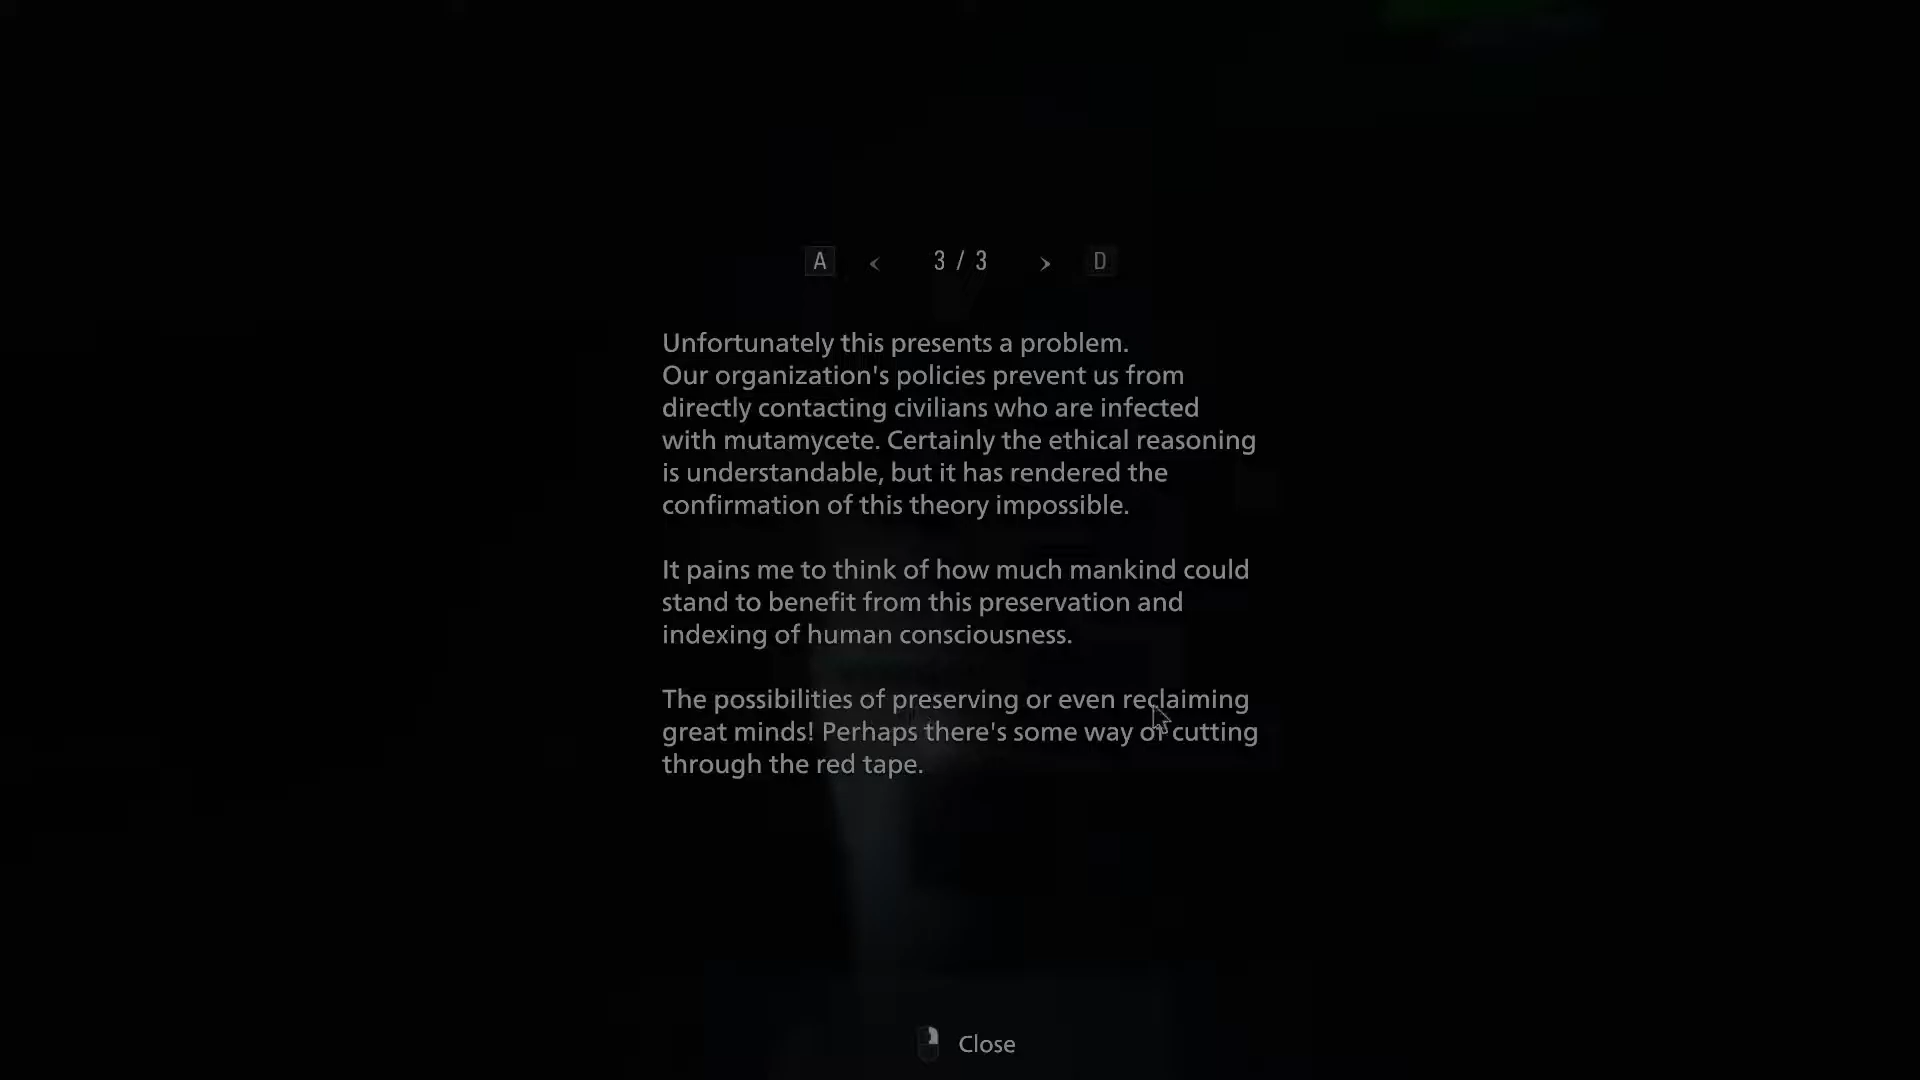 A < 3 / 3 > D
Unfortunately this presents a problem.
Our organization's policies prevent us from
directly contacting civilians who are infected
with mutamycete. Certainly the ethical reasoning
is understandable, but it has rendered the
confirmation of this theory impossible.
It pains me to think of how much mankind could
stand to benefit from this preservation and
indexing of human consciousness.
The possibilities of preserving or even reclaiming
great minds! Perhaps there's some way of cutting
through the red tape.
Close